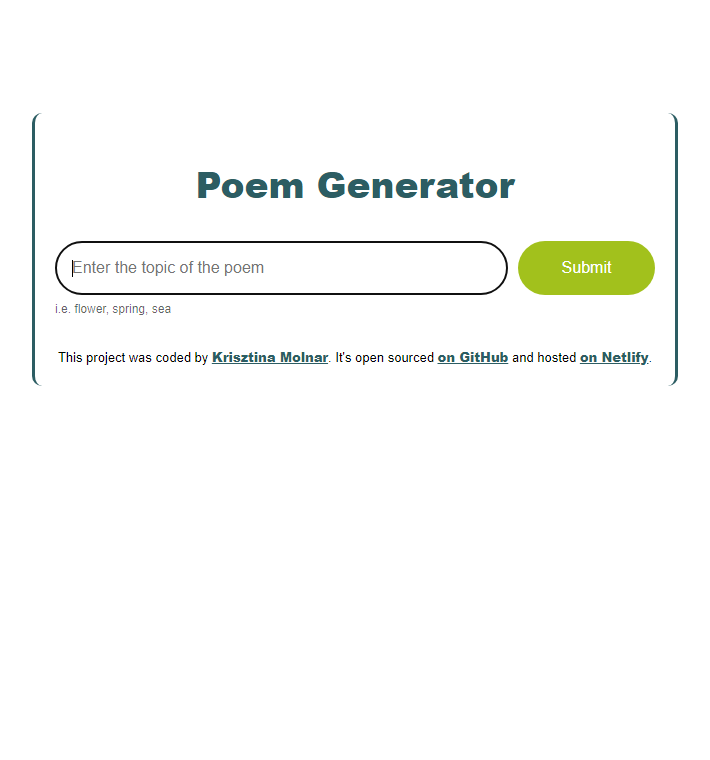 Poem Generator
Enter the topic of the poem
Submit
i.e. flower, spring, sea
This project was coded by Krisztina Molnar. It's open sourced on GitHub and hosted on Netlify.